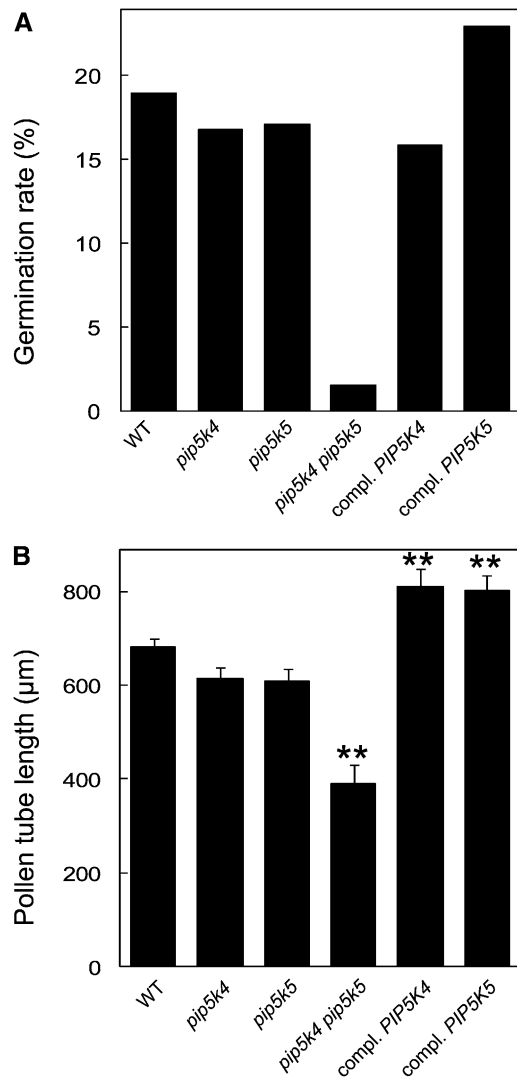 A
Germination rate (%)
20
15
10
5
0
WT
pip5k4
pip5k5
pip5k4 pip5k5
compl. PIP5K4
compl. PIP5K5
B
Pollen tube length (µm)
800
600
400
200
0
**
**
**
WT
pip5k4
pip5k5
pip5k4 pip5k5
compl. PIP5K4
compl. PIP5K5